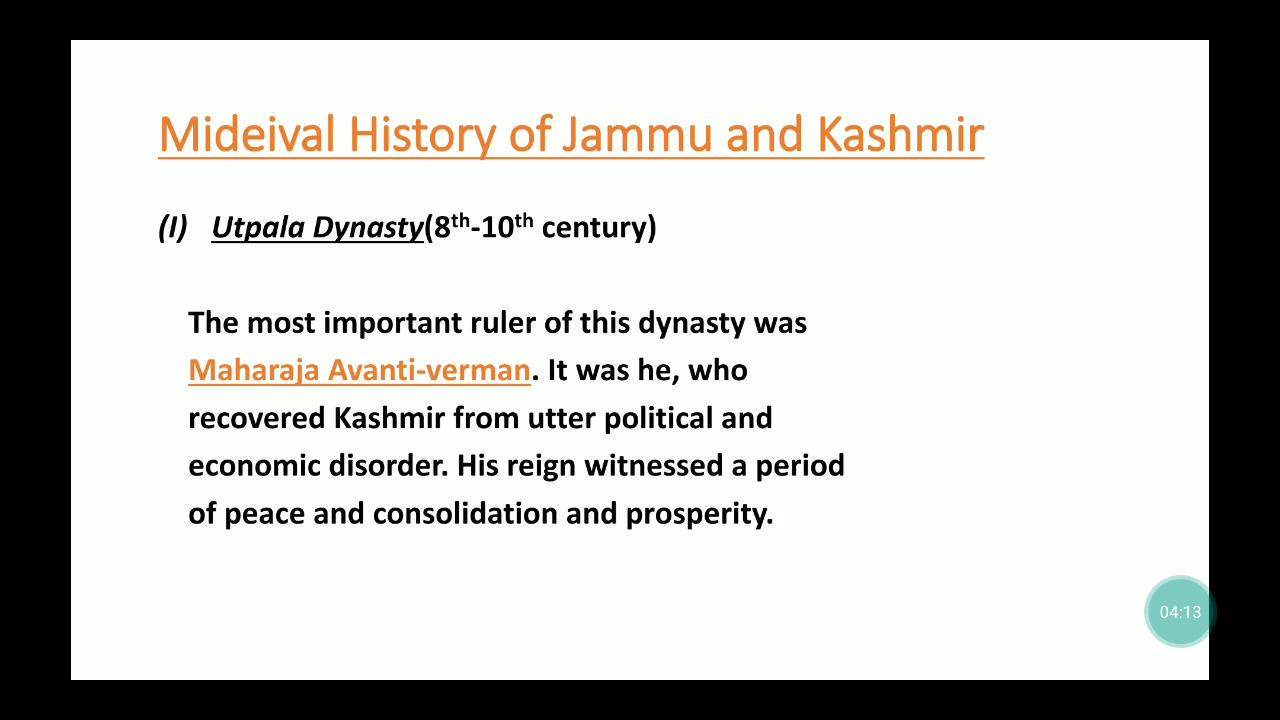 Mideival History of Jammu and Kashmir
(I) Utpala Dynasty(8th-10th century)
The most important ruler of this dynasty was
Maharaja Avanti-verman. It was he, who
recovered Kashmir from utter political and
economic disorder. His reign witnessed a period
of peace and consolidation and prosperity.
04:13